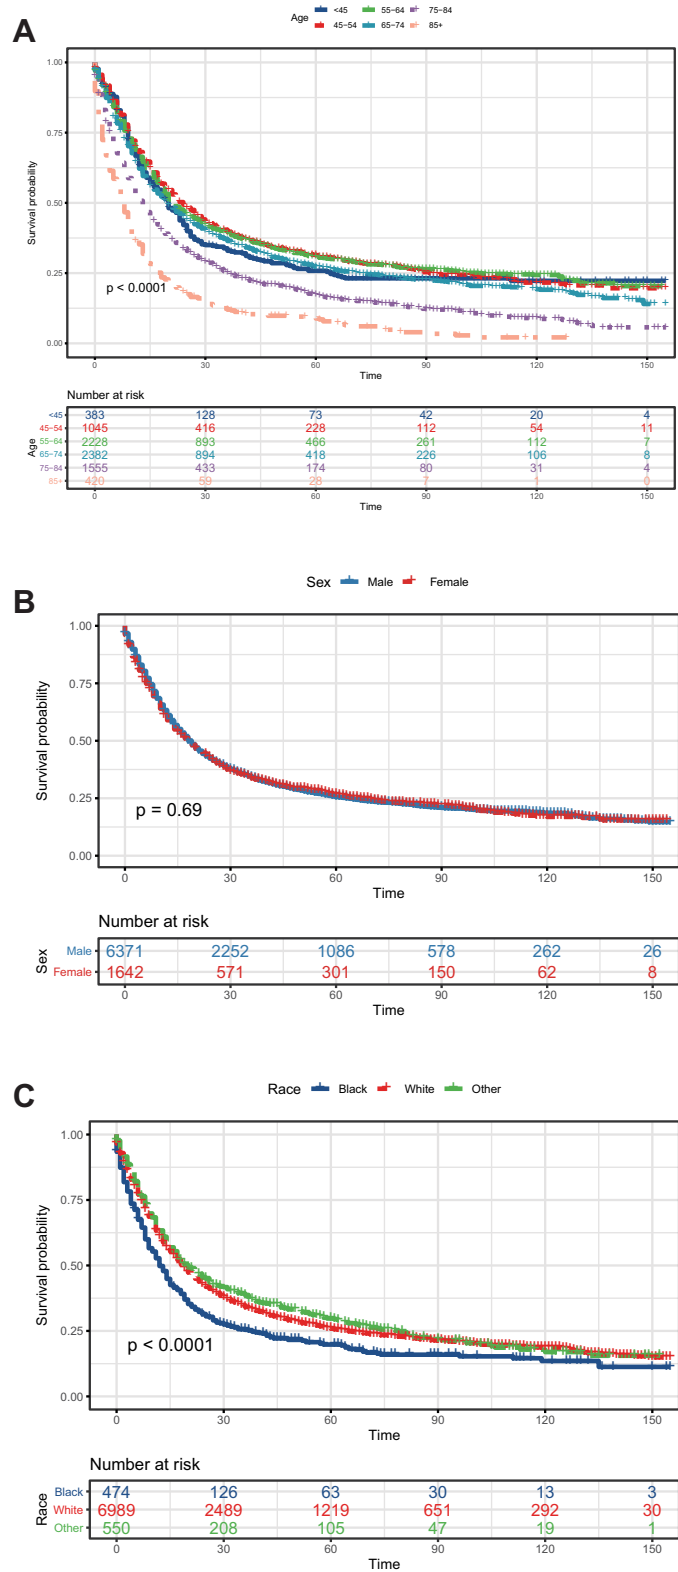 A
Age <45 55−64 75−84
45−54 65−74 85+
Survival probability
1.00
0.75
0.50
0.25
0.00
p < 0.0001
0 30 60 90 120 150
Time
Number at risk
Age
<45 383 128 73 42 20 4
45−54 1045 416 228 112 54 11
55−64 2228 893 466 261 112 7
65−74 2382 894 418 226 106 8
75−84 1555 433 174 80 31 4
85+ 420 59 28 7 1 0
0 30 60 90 120 150
Time
B
Sex Male Female
Survival probability
1.00
0.75
0.50
0.25
0.00
p = 0.69
0 30 60 90 120 150
Time
Number at risk
Sex
Male 6371 2252 1086 578 262 26
Female 1642 571 301 150 62 8
0 30 60 90 120 150
Time
C
Race Black White Other
Survival probability
1.00
0.75
0.50
0.25
0.00
p < 0.0001
0 30 60 90 120 150
Time
Number at risk
Race
Black 474 126 63 30 13 3
White 6989 2489 1219 651 292 30
Other 550 208 105 47 19 1
0 30 60 90 120 150
Time